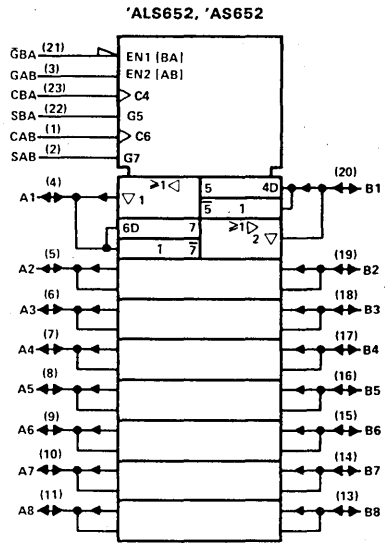 'ALS652, 'AS652
ḠBA (21) EN1 (BA)
GAB (3) EN2 (AB)
CBA (23) C4
SBA (22) G5
CAB (1) C6
SAB (2) G7
A1 (4) ▽ 1 ≥1 ◁ 5 4D (20) B1
5̅ 1
6D 7 ≥1 ▷
1 7̅ 2 ▽
A2 (5) (19) B2
A3 (6) (18) B3
A4 (7) (17) B4
A5 (8) (16) B5
A6 (9) (15) B6
A7 (10) (14) B7
A8 (11) (13) B8